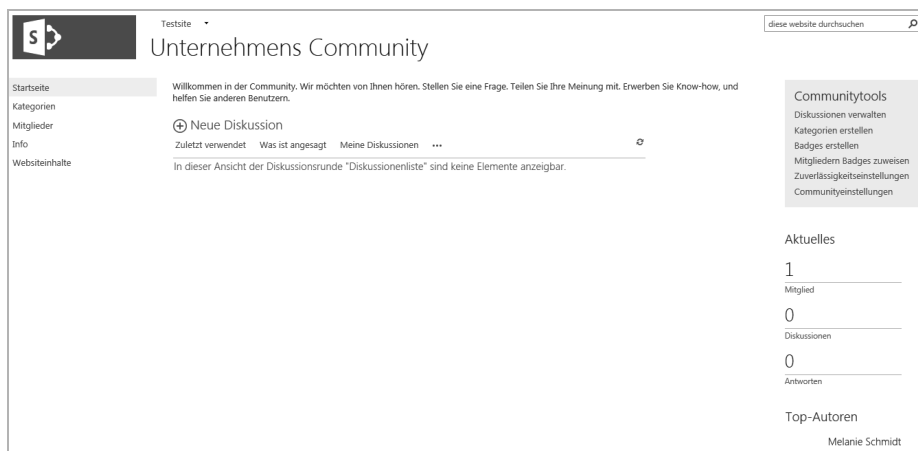 S
Testsite
diese website durchsuchen
Unternehmens Community
Startseite
Kategorien
Mitglieder
Info
Websiteinhalte
Willkommen in der Community. Wir möchten von Ihnen hören. Stellen Sie eine Frage. Teilen Sie Ihre Meinung mit. Erwerben Sie Know-how, und
helfen Sie anderen Benutzern.
Neue Diskussion
Zuletzt verwendet Was ist angesagt Meine Diskussionen •••
In dieser Ansicht der Diskussionsrunde "Diskussionenliste" sind keine Elemente anzeigbar.
Communitytools
Diskussionen verwalten
Kategorien erstellen
Badges erstellen
Mitgliedern Badges zuweisen
Zuverlässigkeitseinstellungen
Communityeinstellungen
Aktuelles
1
Mitglied
0
Diskussionen
0
Antworten
Top-Autoren
Melanie Schmidt